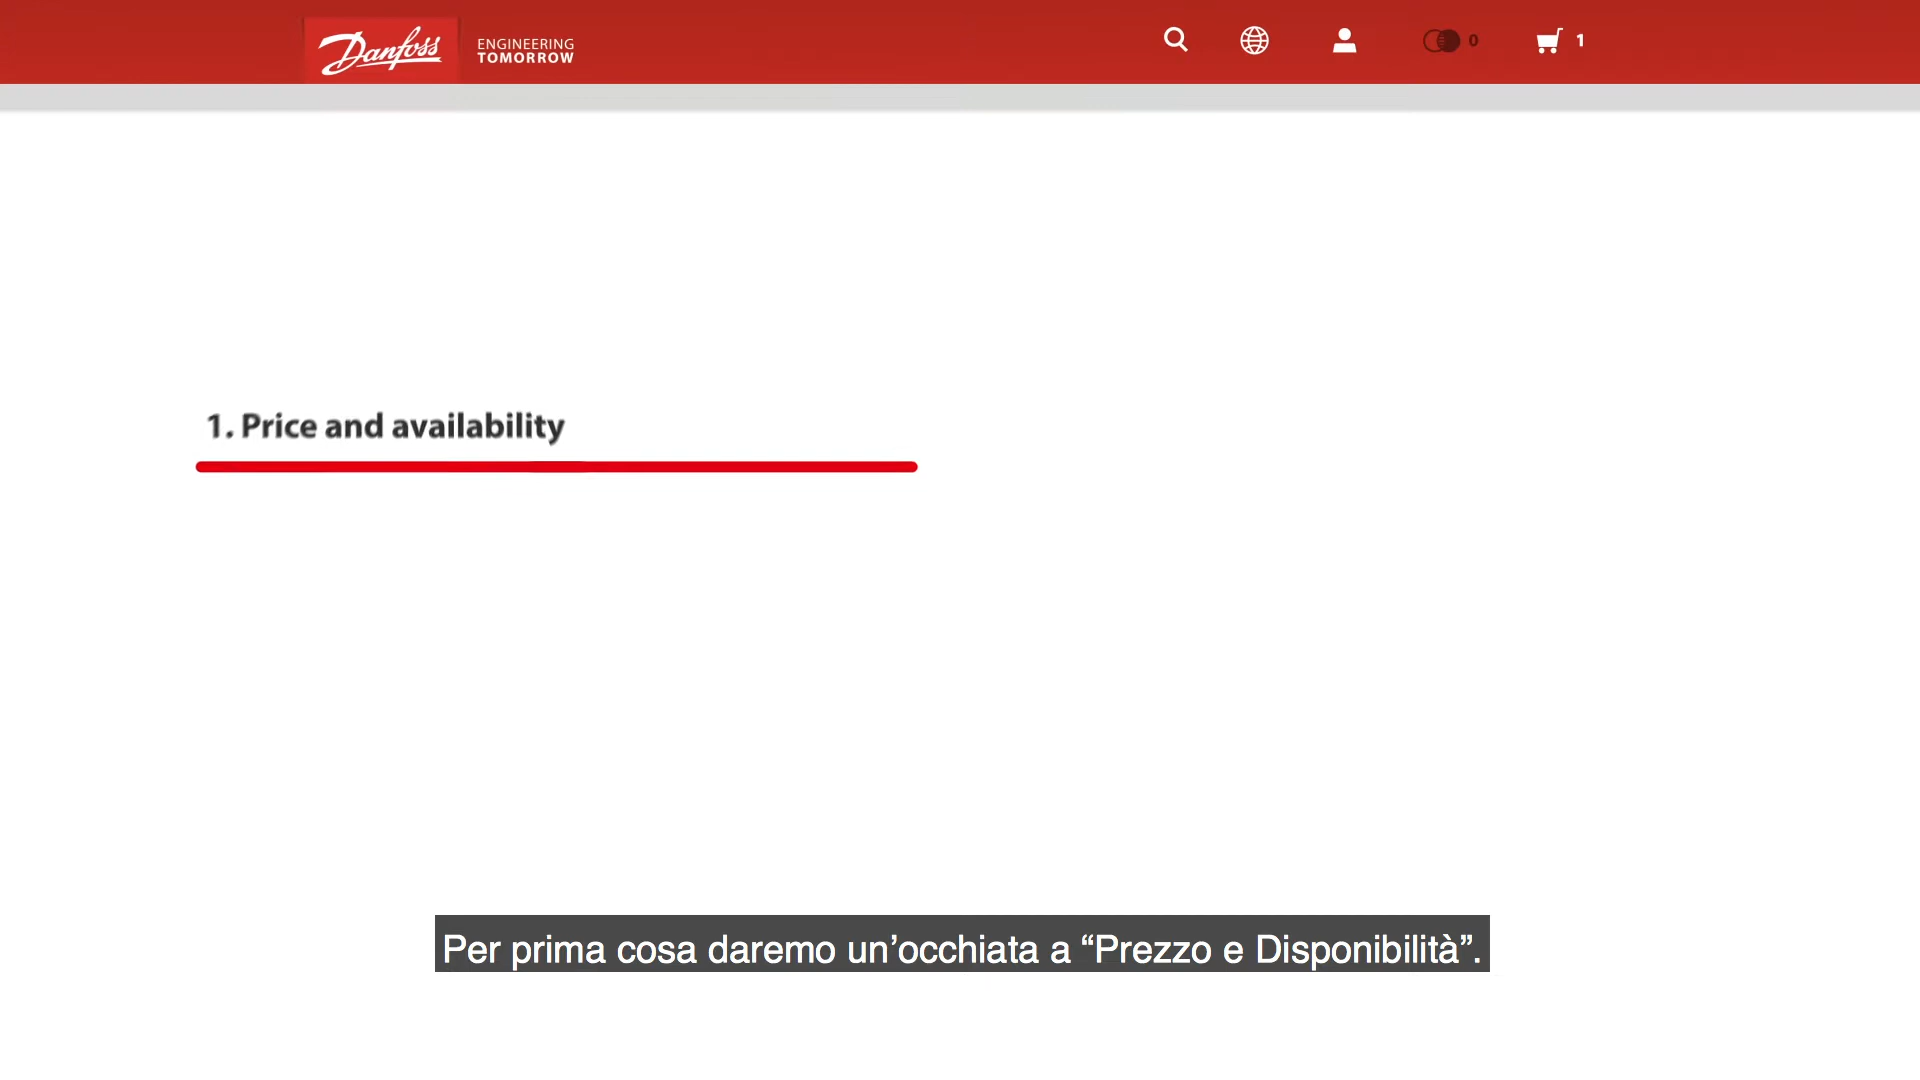 Danfoss
ENGINEERING
TOMORROW
0
1
1. Price and availability
Per prima cosa daremo un’occhiata a “Prezzo e Disponibilità”.